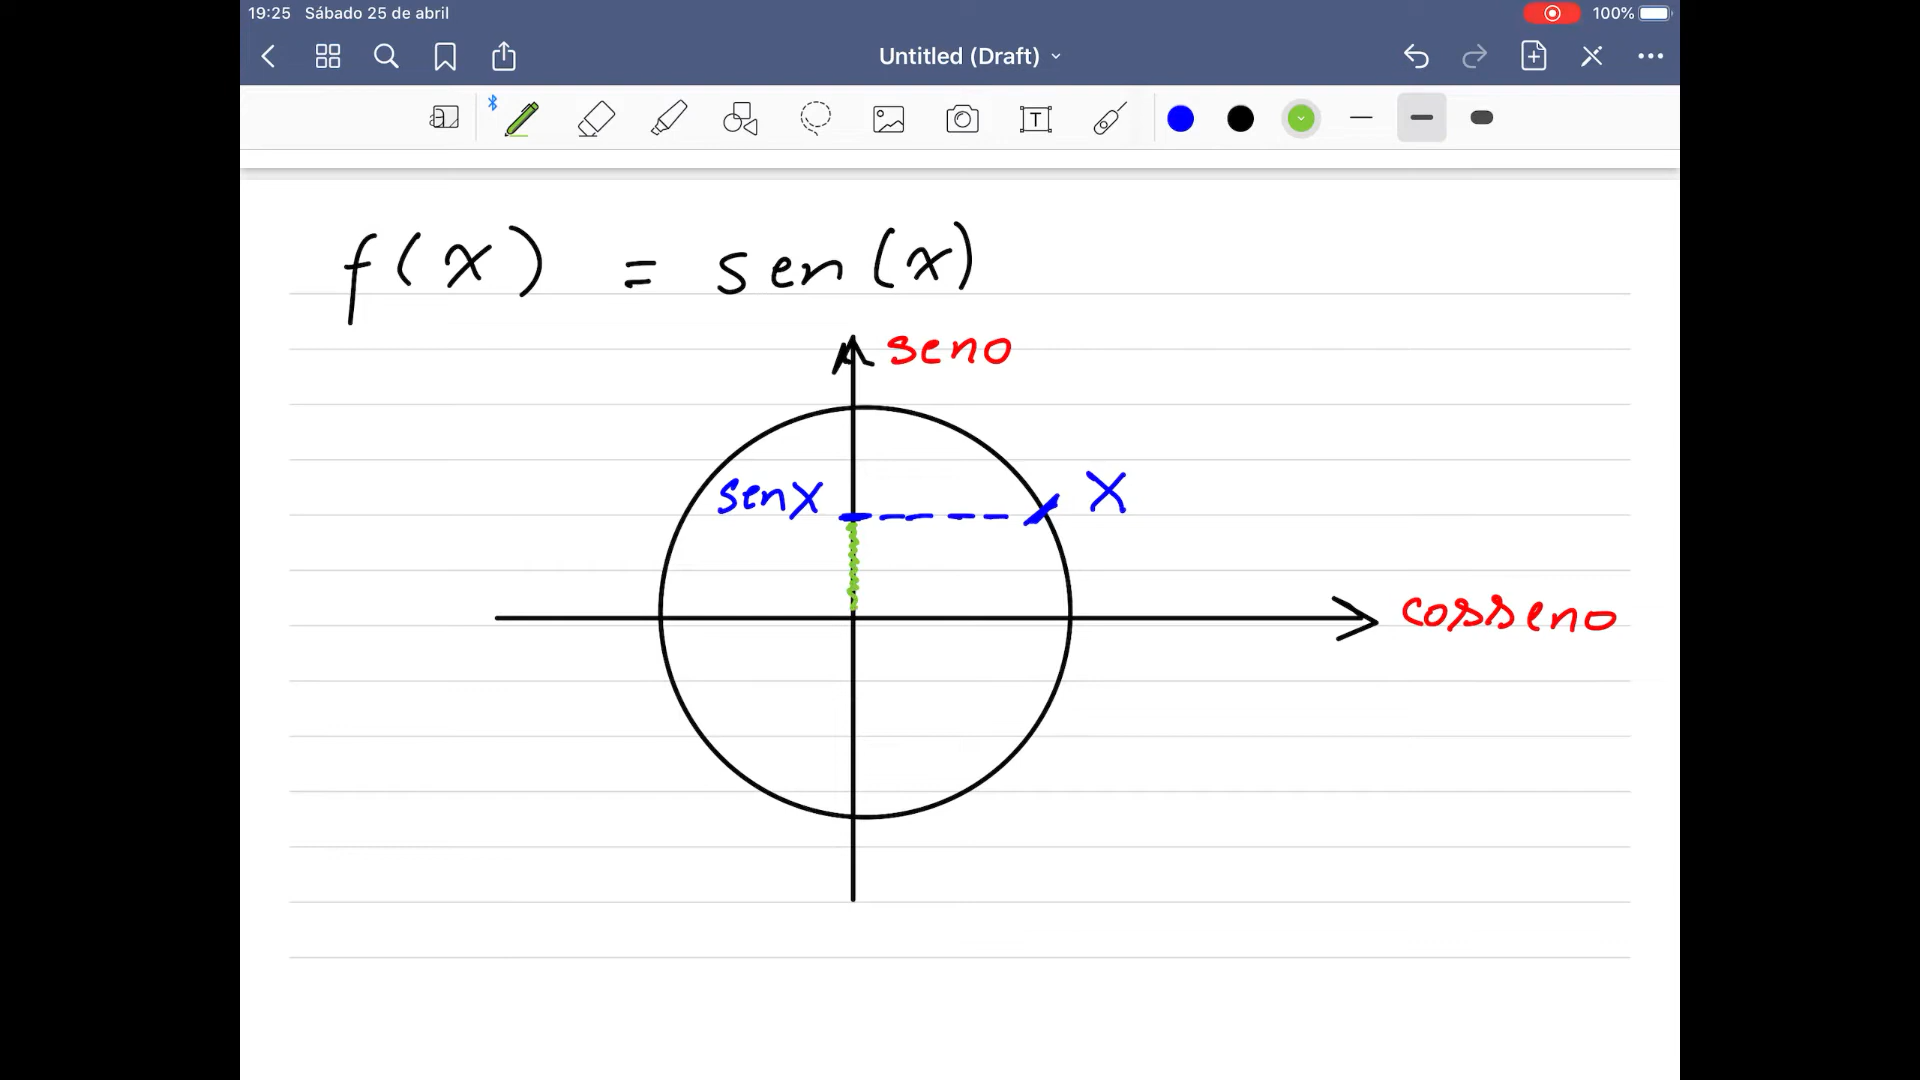 19:25 Sábado 25 de abril 100%
Untitled (Draft)
f(x) = sen(x)
seno
senx
x
cosseno